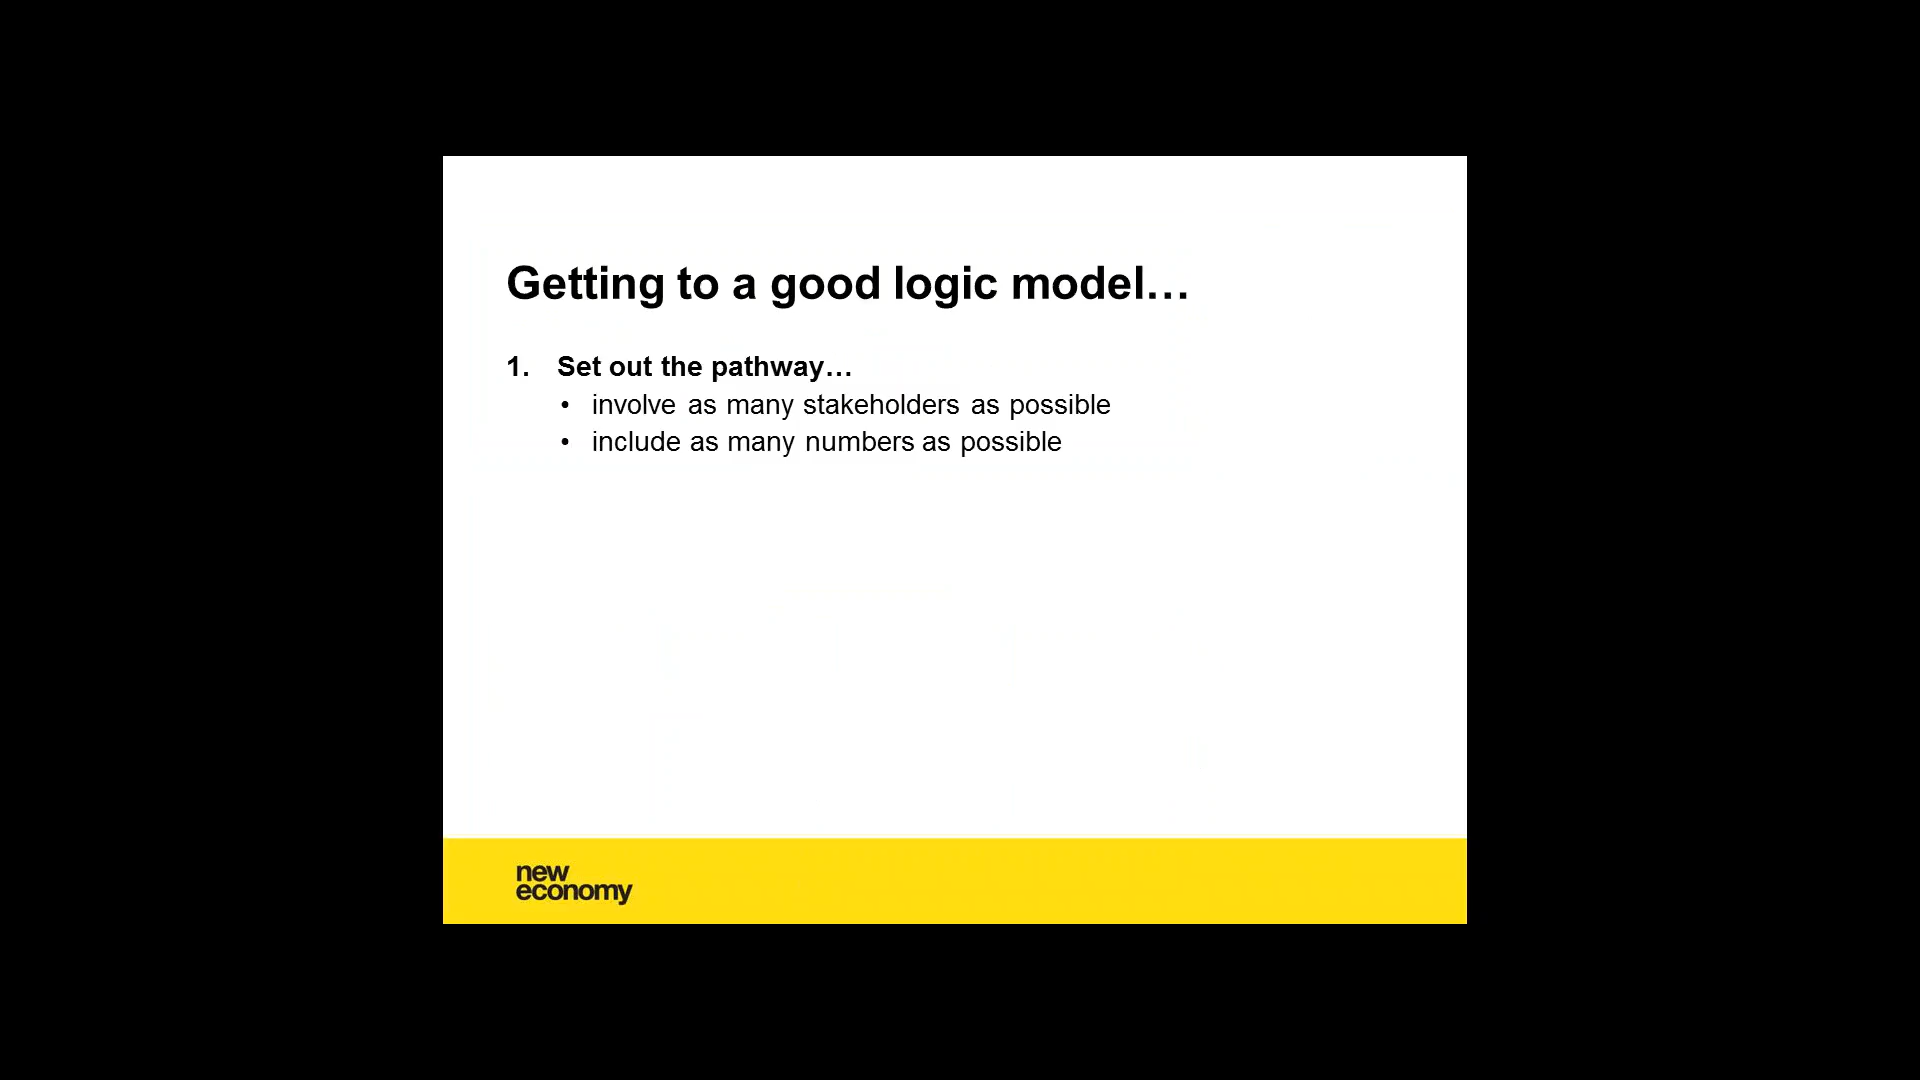 Getting to a good logic model…
1. Set out the pathway…
• involve as many stakeholders as possible
• include as many numbers as possible
new
economy